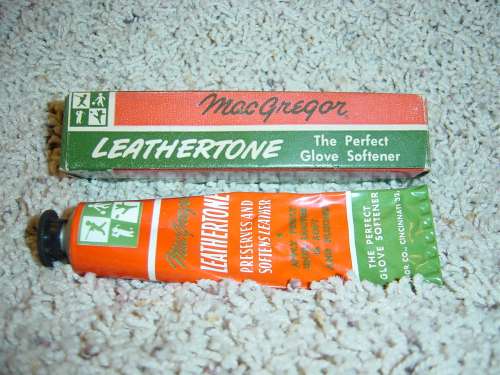 MacGregor
LEATHERTONE
The Perfect
Glove Softener
MacGregor
LEATHERTONE
PRESERVES AND
SOFTENS LEATHER
THE PERFECT
GLOVE SOFTENER
CO., CINCINNATI